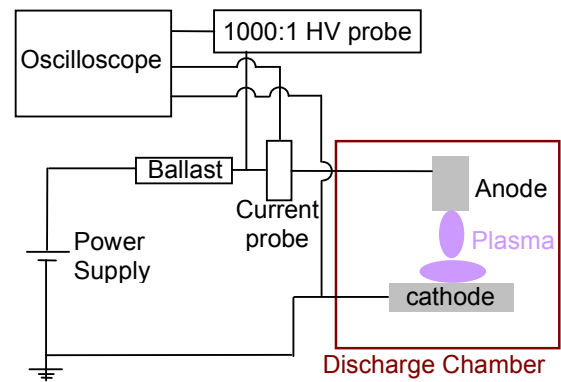 1000:1 HV probe
Oscilloscope
Ballast
Anode
Current
probe
Plasma
Power
Supply
cathode
Discharge Chamber